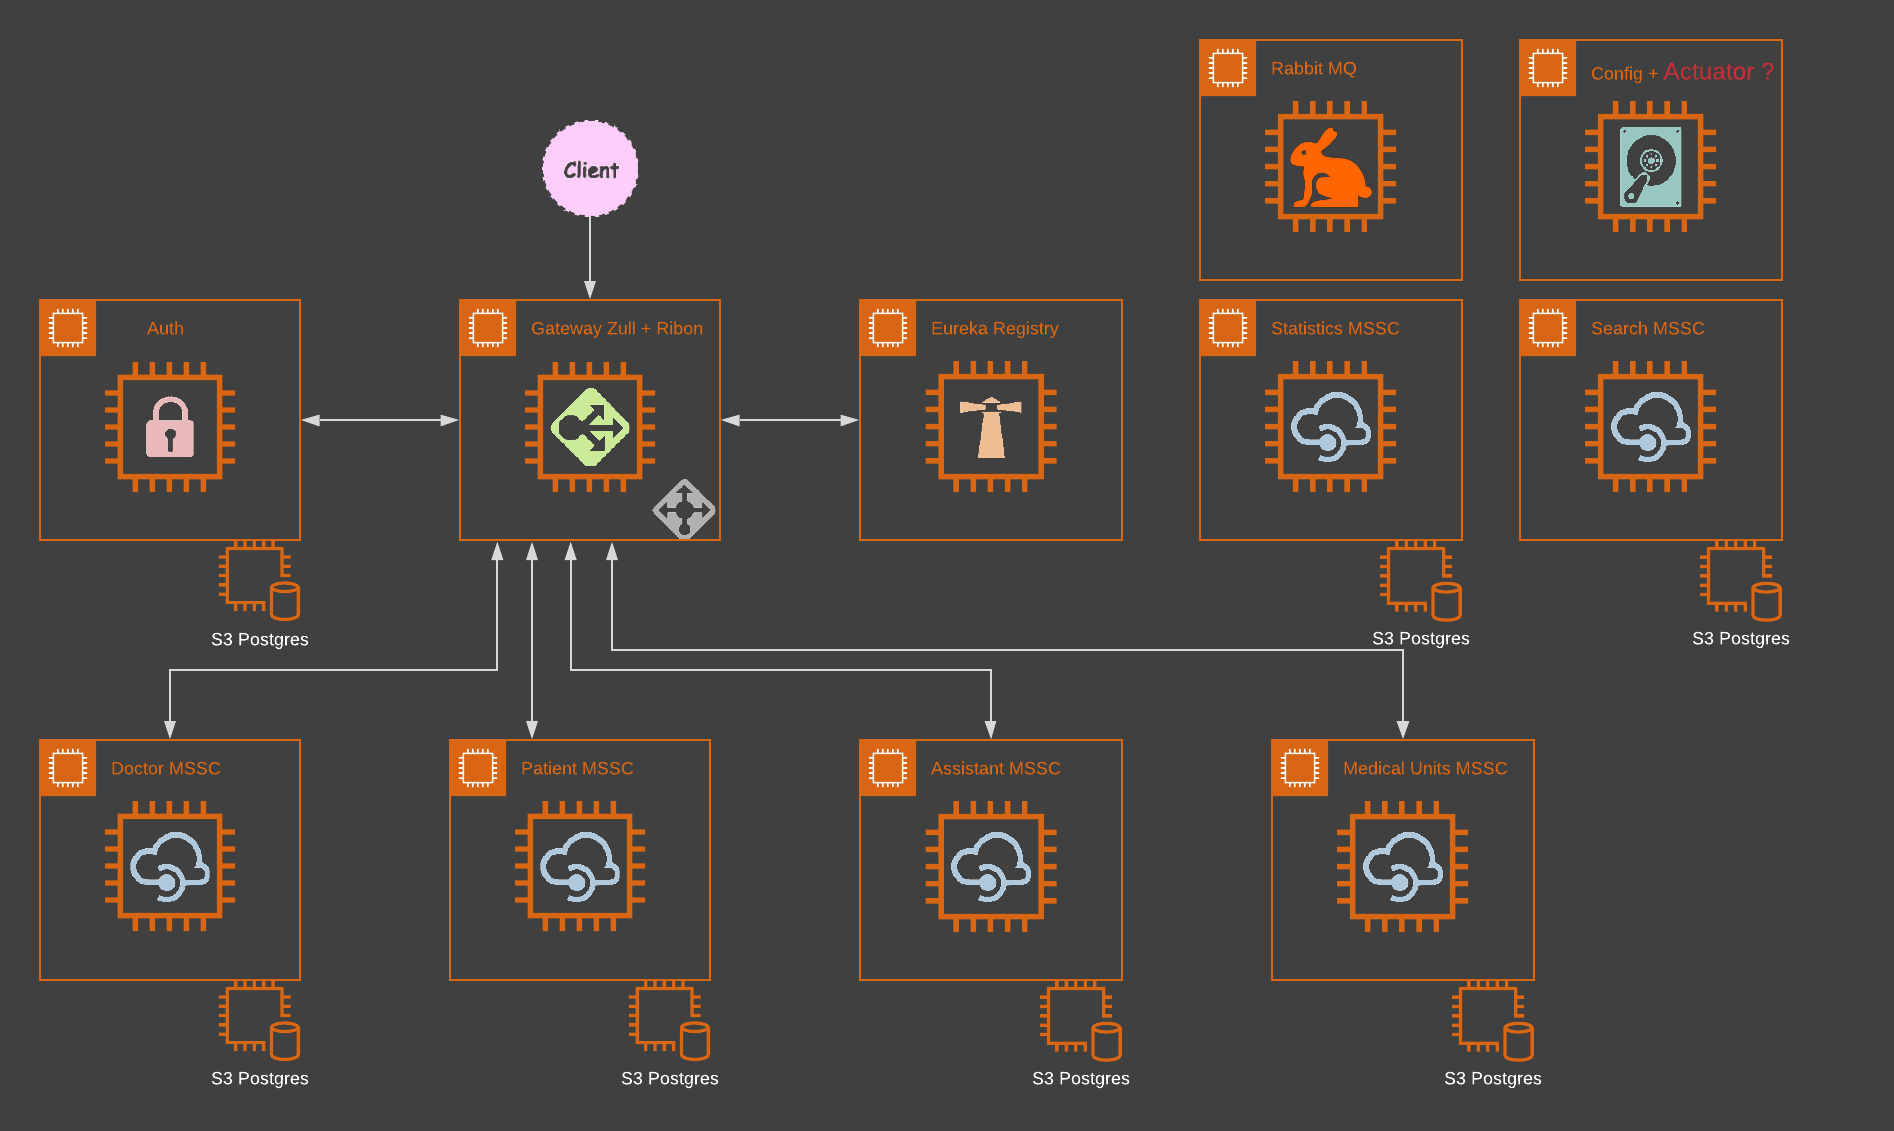 Rabbit MQ
Config + Actuator ?
Client
Auth
Gateway Zull + Ribon
Eureka Registry
Statistics MSSC
Search MSSC
S3 Postgres
S3 Postgres
S3 Postgres
Doctor MSSC
Patient MSSC
Assistant MSSC
Medical Units MSSC
S3 Postgres
S3 Postgres
S3 Postgres
S3 Postgres